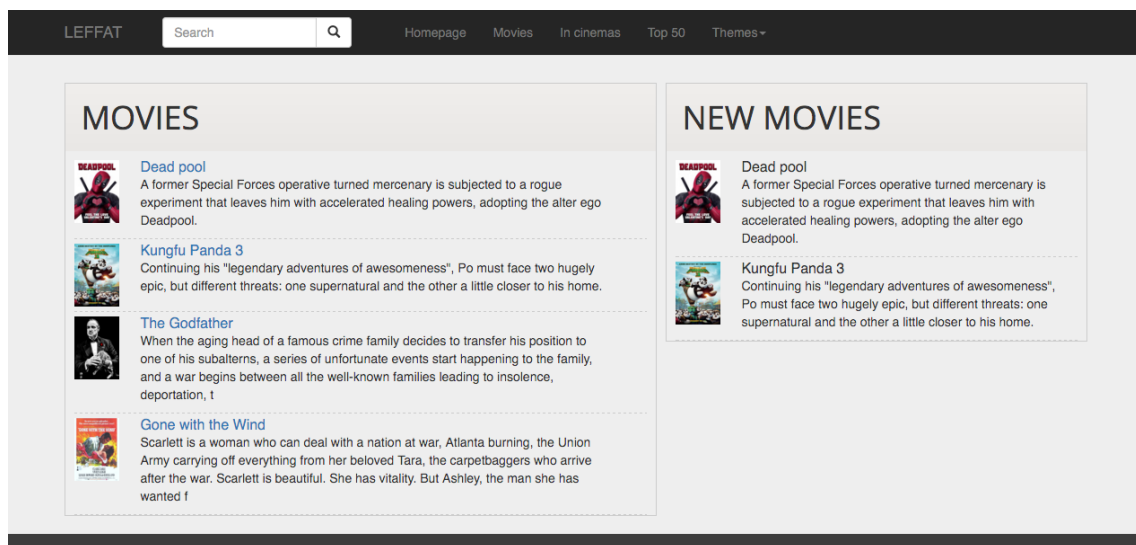 LEFFAT Search Homepage Movies In cinemas Top 50 Themes
MOVIES
DEADPOOL
Dead pool
A former Special Forces operative turned mercenary is subjected to a rogue
experiment that leaves him with accelerated healing powers, adopting the alter ego
Deadpool.
Kungfu Panda 3
Continuing his "legendary adventures of awesomeness", Po must face two hugely
epic, but different threats: one supernatural and the other a little closer to his home.
The Godfather
When the aging head of a famous crime family decides to transfer his position to
one of his subalterns, a series of unfortunate events start happening to the family,
and a war begins between all the well-known families leading to insolence,
deportation, t
Gone with the Wind
Scarlett is a woman who can deal with a nation at war, Atlanta burning, the Union
Army carrying off everything from her beloved Tara, the carpetbaggers who arrive
after the war. Scarlett is beautiful. She has vitality. But Ashley, the man she has
wanted f
NEW MOVIES
DEADPOOL
Dead pool
A former Special Forces operative turned mercenary is
subjected to a rogue experiment that leaves him with
accelerated healing powers, adopting the alter ego
Deadpool.
Kungfu Panda 3
Continuing his "legendary adventures of awesomeness",
Po must face two hugely epic, but different threats: one
supernatural and the other a little closer to his home.